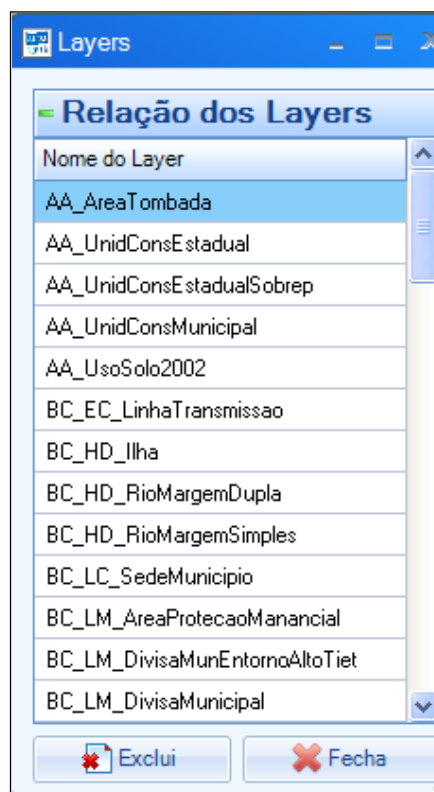 Layers
Relação dos Layers
Nome do Layer
AA_AreaTombada
AA_UnidConsEstadual
AA_UnidConsEstadualSobrep
AA_UnidConsMunicipal
AA_UsoSolo2002
BC_EC_LinhaTransmissao
BC_HD_Ilha
BC_HD_RioMargemDupla
BC_HD_RioMargemSimples
BC_LC_SedeMunicipio
BC_LM_AreaProtecaoManancial
BC_LM_DivisaMunEntornoAltoTiet
BC_LM_DivisaMunicipal
Exclui Fecha